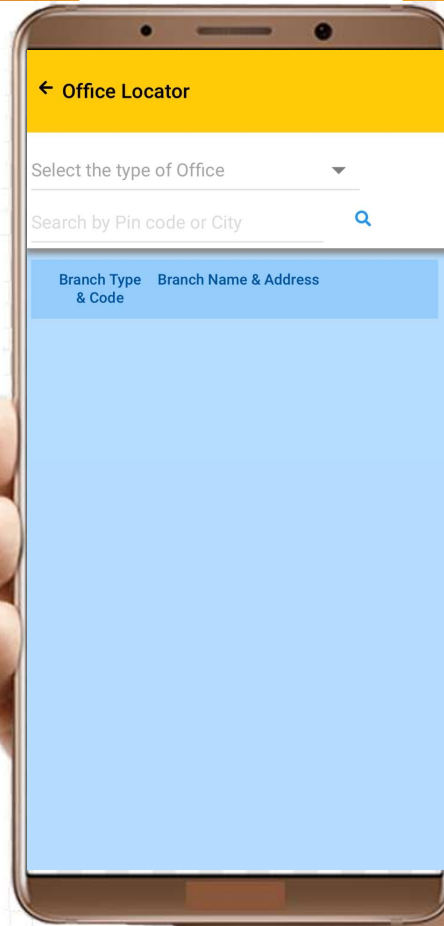 Office Locator
Select the type of Office
Search by Pin code or City
Branch Type Branch Name & Address
& Code